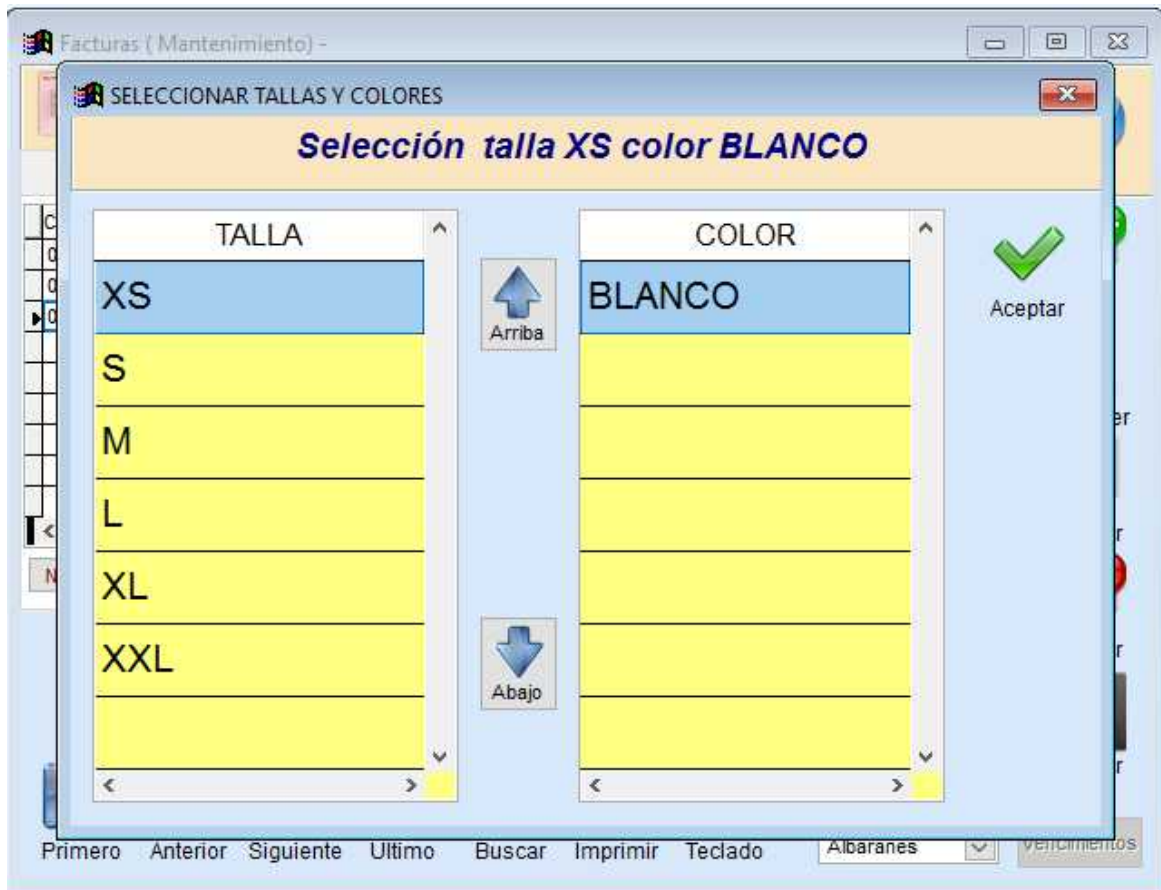 Facturas ( Mantenimiento) -
SELECCIONAR TALLAS Y COLORES
Selección talla XS color BLANCO
TALLA
COLOR
XS
BLANCO
Arriba
Aceptar
S
M
L
XL
XXL
Abajo
Primero Anterior Siguiente Ultimo Buscar Imprimir Teclado Albaranes Vencimientos